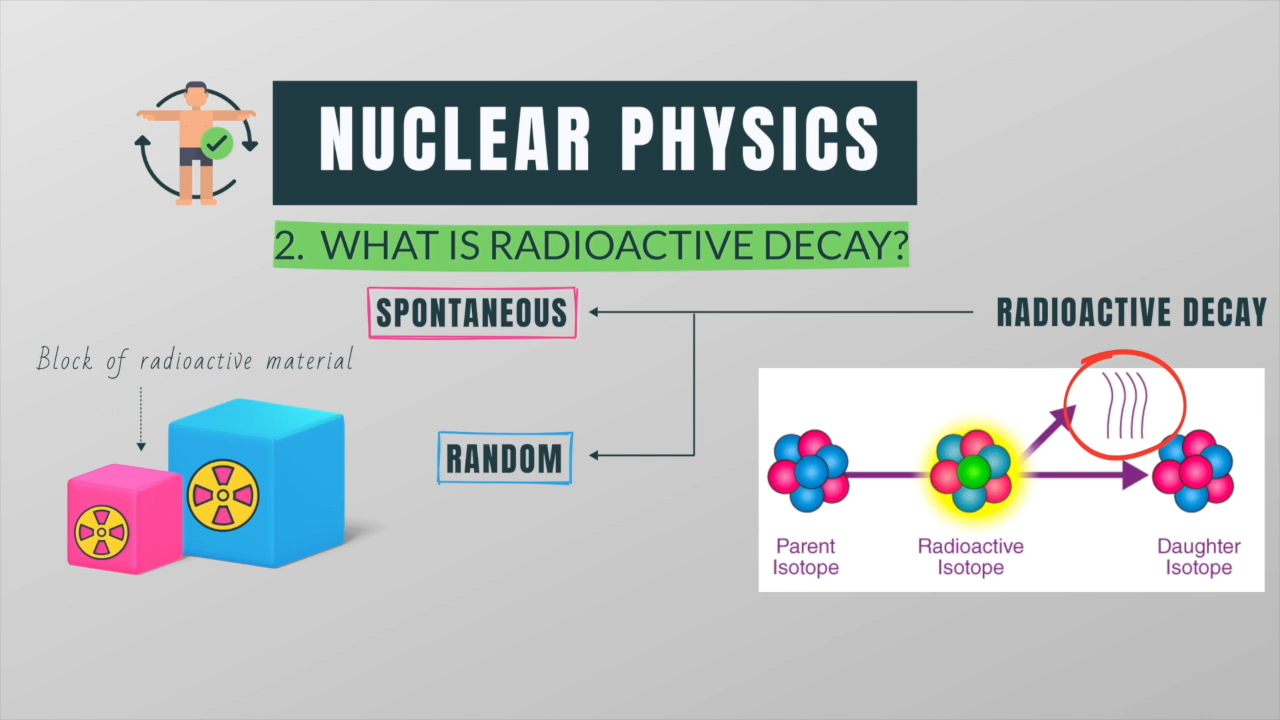 NUCLEAR PHYSICS
2. WHAT IS RADIOACTIVE DECAY?
SPONTANEOUS
RADIOACTIVE DECAY
Block of radioactive material
RANDOM
Parent
Isotope
Radioactive
Isotope
Daughter
Isotope